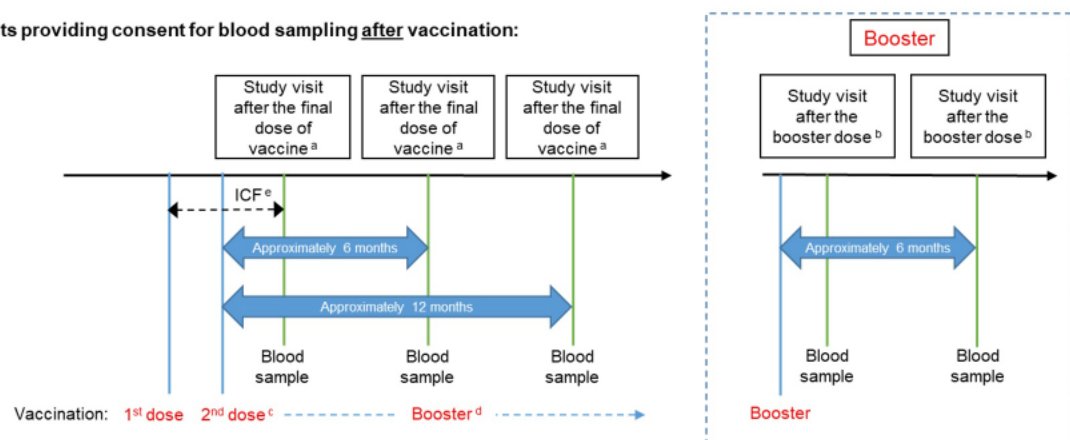 ts providing consent for blood sampling after vaccination:
Booster
Study visit
after the final
dose of
vaccine a
Study visit
after the final
dose of
vaccine a
Study visit
after the final
dose of
vaccine a
Study visit
after the
booster dose b
Study visit
after the
booster dose b
ICF e
Approximately 6 months
Approximately 12 months
Approximately 6 months
Blood
sample
Blood
sample
Blood
sample
Blood
sample
Blood
sample
Vaccination: 1st dose 2nd dose c Booster d
Booster